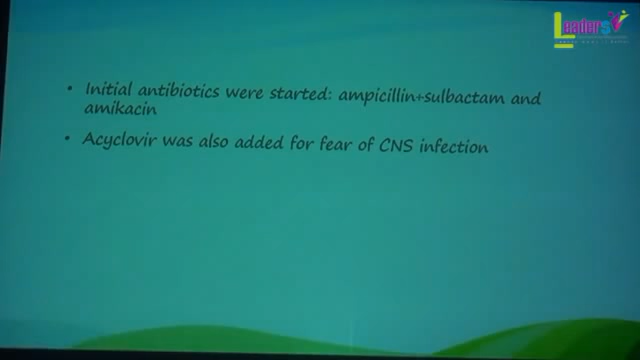 Leaders
• Initial antibiotics were started: ampicillin+sulbactam and
amikacin
• Acyclovir was also added for fear of CNS infection